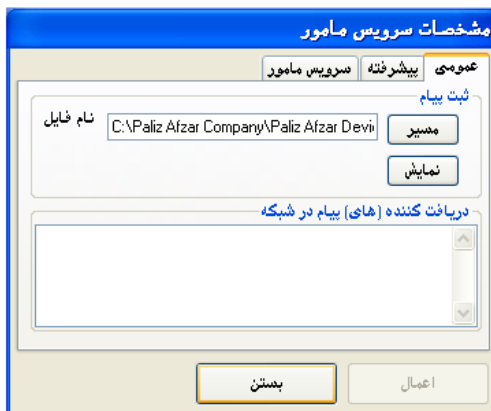 مشخصات سرویس مامور
عمومی
پیشرفته
سرویس مامور
ثبت پیام
نام فایل
C:\Paliz Afzar Company\Paliz Afzar Devi
مسیر
نمایش
دریافت کننده (های) پیام در شبکه
بستن
اعمال